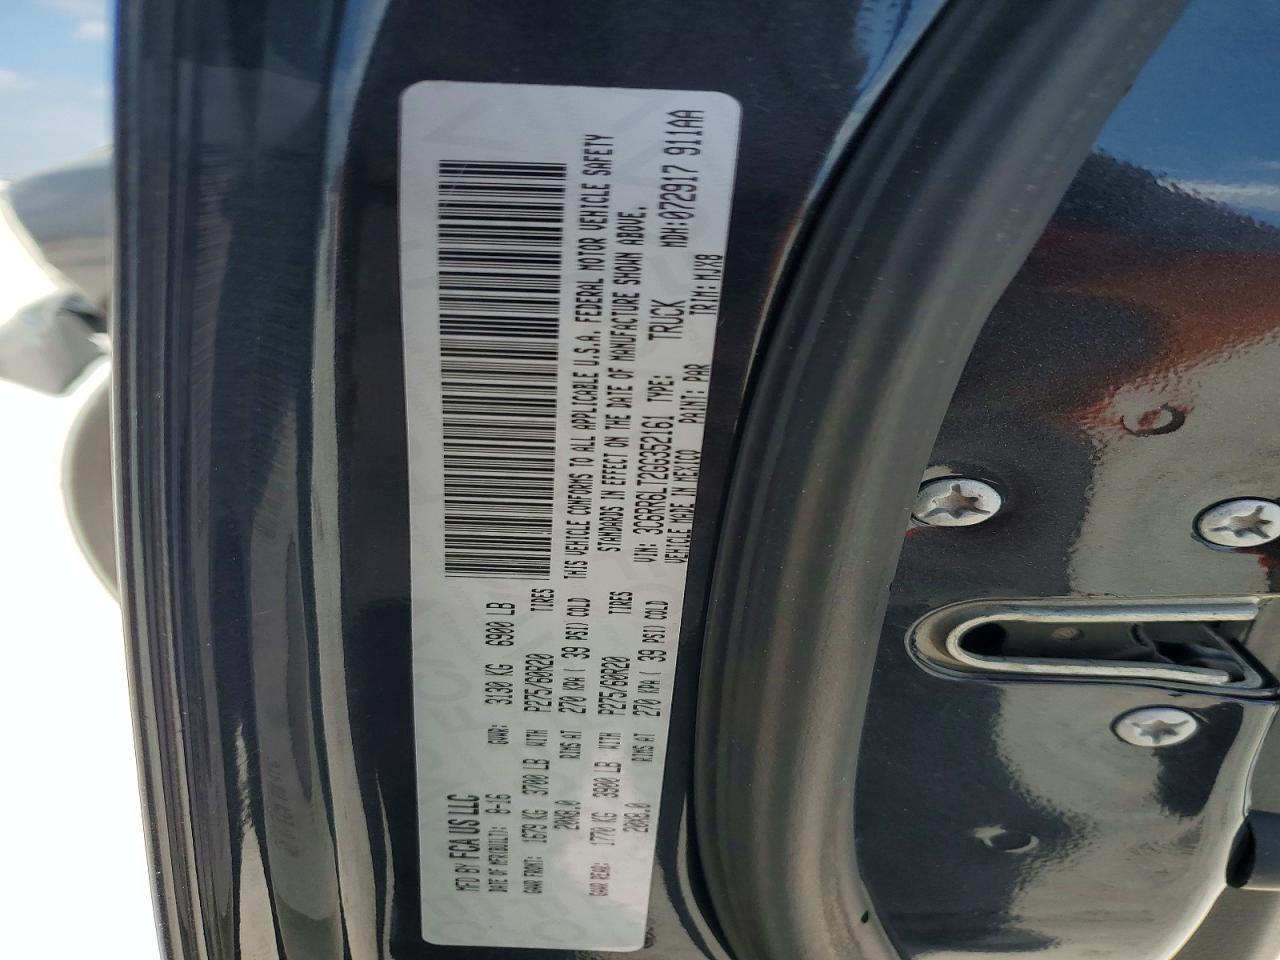 MFD BY FCA US LLC
DATE OF MFR(BUILT): 8-16 GVWR: 3130 KG 6900 LB
GAWR FRONT: 1679 KG 3700 LB WITH P275/60R20 TIRES
20X8.0 RIMS AT 270 KPA ( 39 PSI) COLD
GAWR REAR: 1770 KG 3900 LB WITH P275/60R20 TIRES
20X8.0 RIMS AT 270 KPA ( 39 PSI) COLD
THIS VEHICLE CONFORMS TO ALL APPLICABLE U.S.A. FEDERAL MOTOR VEHICLE SAFETY
STANDARDS IN EFFECT ON THE DATE OF MANUFACTURE SHOWN ABOVE.
VIN: 3C6RR6LT2GG352161 TYPE: TRUCK MDH:072917 911AA
VEHICLE MADE IN MEXICO PAINT: PAR TRIM: MJX8